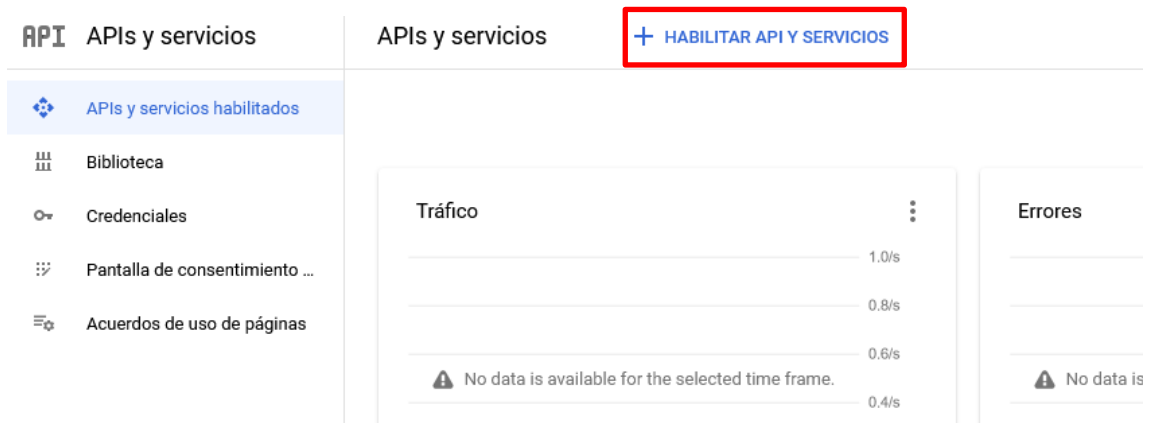 API APIs y servicios
APIs y servicios habilitados
Biblioteca
Credenciales
Pantalla de consentimiento ...
Acuerdos de uso de páginas
APIs y servicios
+ HABILITAR API Y SERVICIOS
Tráfico
1.0/s
0.8/s
0.6/s
No data is available for the selected time frame.
0.4/s
Errores
No data is